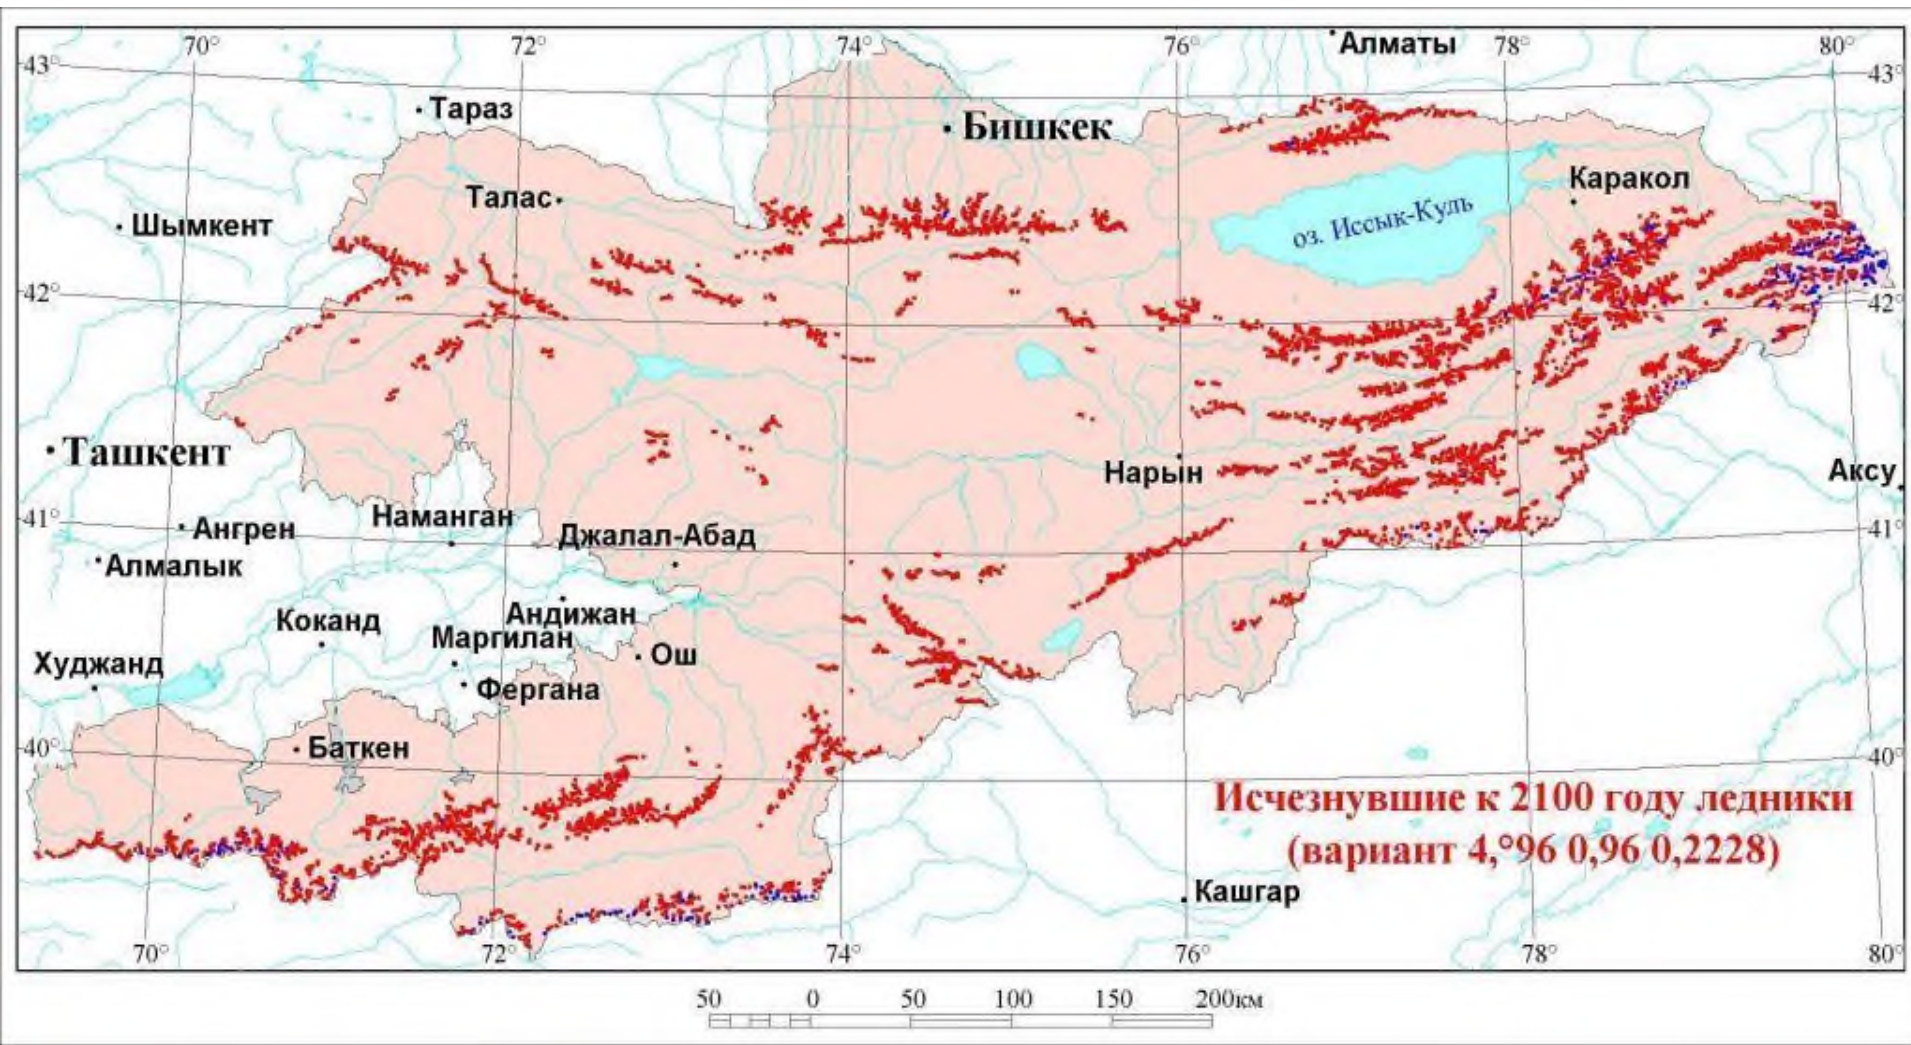 70°
72°
74°
76°
78°
80°
Алматы
43°
43°
Тараз
Бишкек
Талас
Каракол
Шымкент
оз. Иссык-Куль
42°
42°
Ташкент
Нарын
Аксу
41°
41°
Наманган
Ангрен
Джалал-Абад
Алмалык
Андижан
Коканд
Маргилан
Ош
Худжанд
Фергана
40°
40°
Баткен
Исчезнувшие к 2100 году ледники
(вариант 4,°96 0,96 0,2228)
Кашгар
70°
72°
74°
76°
78°
80°
50 0 50 100 150 200км